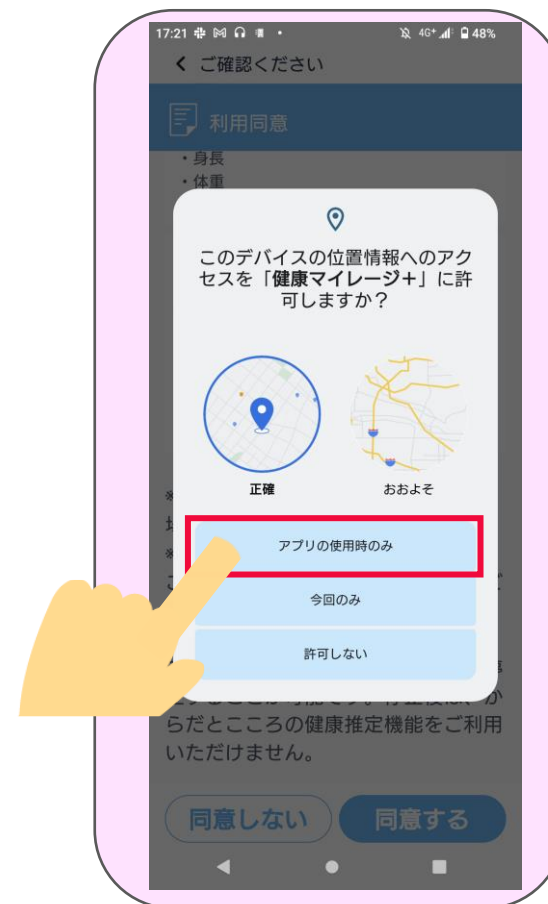 17:21
4G+
48%
ご確認ください
利用同意
・身長
・体重
このデバイスの位置情報へのアク
セスを「健康マイレージ+」に許
可しますか？
正確
おおよそ
アプリの使用時のみ
今回のみ
許可しない
らだとこころの健康推定機能をご利用
いただけません。
同意しない
同意する